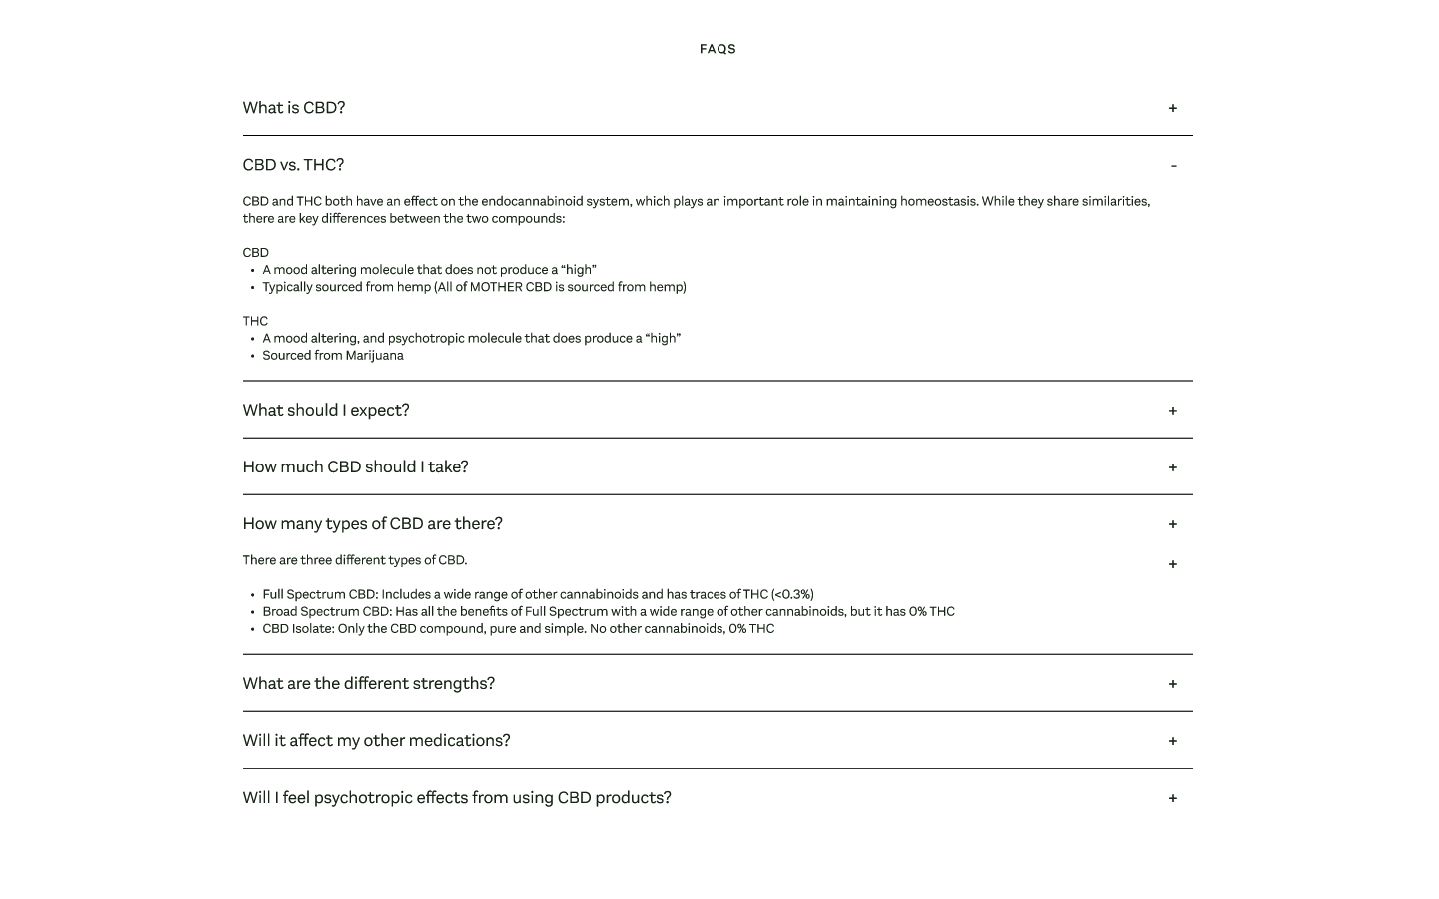 FAQS
What is CBD?
+
CBD vs. THC?
-
CBD and THC both have an effect on the endocannabinoid system, which plays an important role in maintaining homeostasis. While they share similarities,
there are key differences between the two compounds:
CBD
• A mood altering molecule that does not produce a “high”
• Typically sourced from hemp (All of MOTHER CBD is sourced from hemp)
THC
• A mood altering, and psychotropic molecule that does produce a “high”
• Sourced from Marijuana
What should I expect?
+
How much CBD should I take?
+
How many types of CBD are there?
+
There are three different types of CBD.
+
• Full Spectrum CBD: Includes a wide range of other cannabinoids and has traces of THC (<0.3%)
• Broad Spectrum CBD: Has all the benefits of Full Spectrum with a wide range of other cannabinoids, but it has 0% THC
• CBD Isolate: Only the CBD compound, pure and simple. No other cannabinoids, 0% THC
What are the different strengths?
+
Will it affect my other medications?
+
Will I feel psychotropic effects from using CBD products?
+